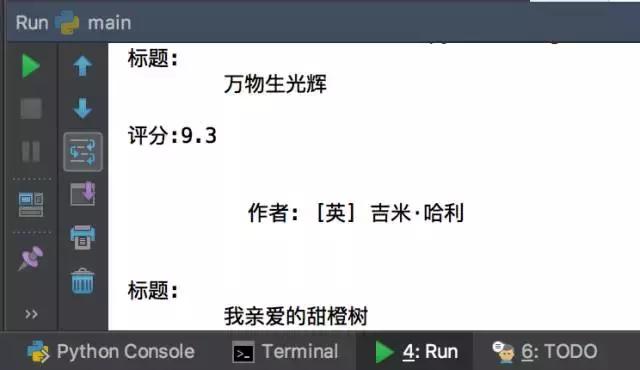 Run main
标题:
万物生光辉
评分:9.3
作者: [英] 吉米·哈利
标题:
我亲爱的甜橙树
>>
Python Console Terminal 4: Run 6: TODO